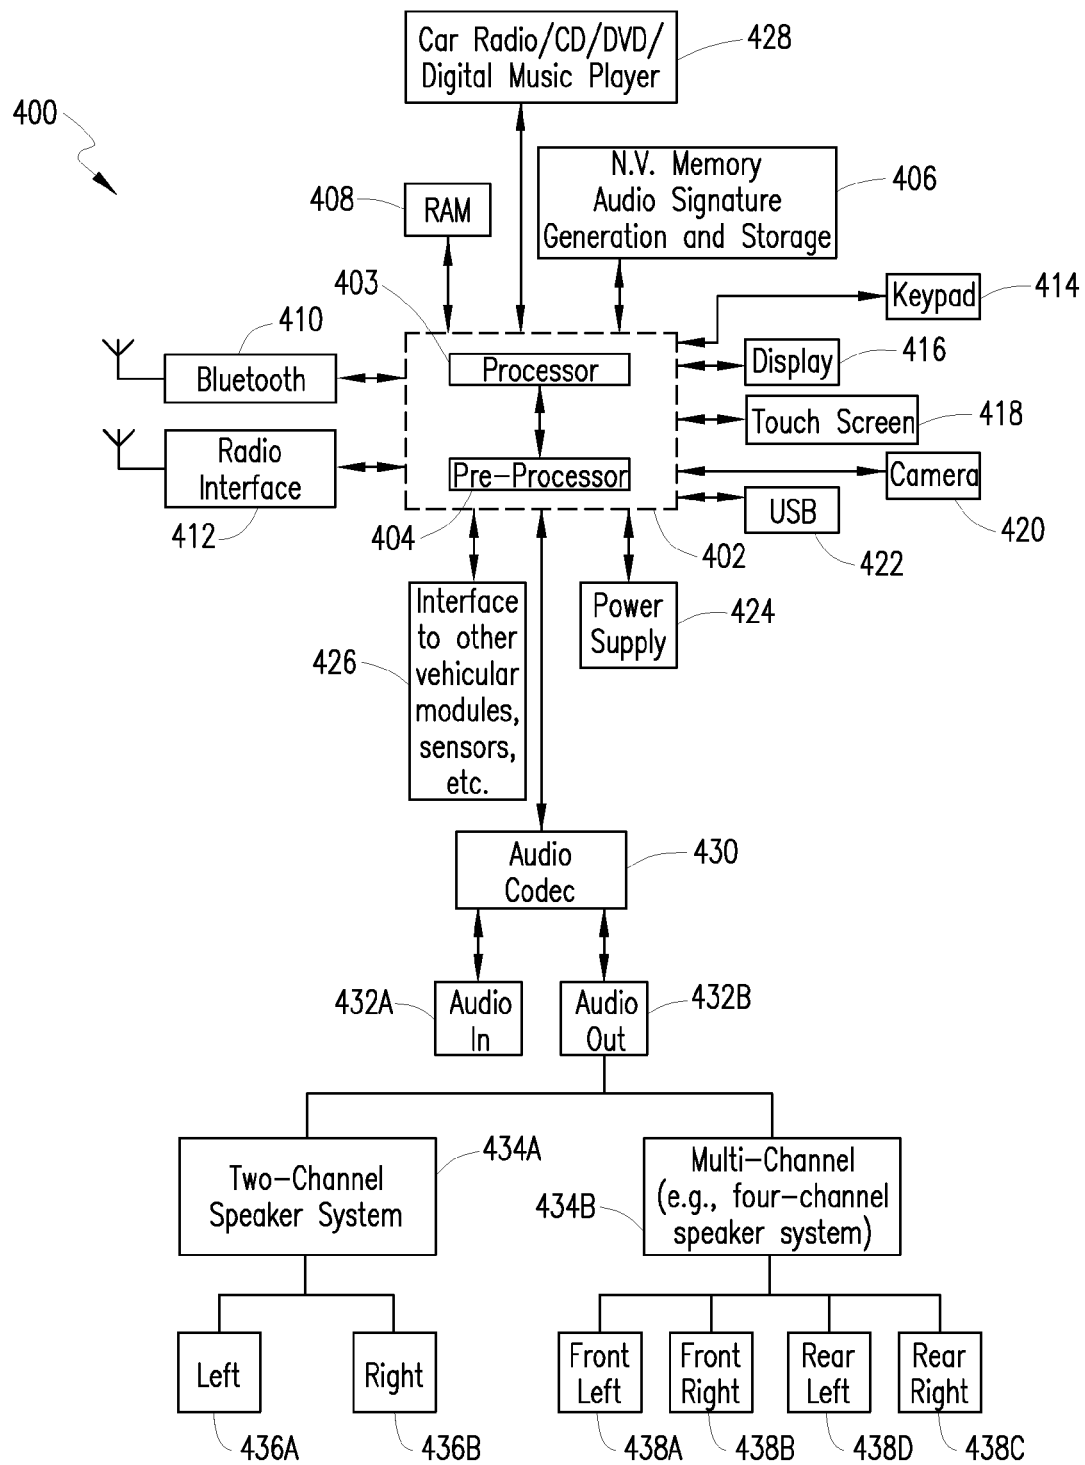 Car Radio/CD/DVD/
Digital Music Player
428
400
N.V. Memory
Audio Signature
Generation and Storage
406
408
RAM
403
414
Keypad
410
Bluetooth
Processor
Display
416
Touch Screen
418
Radio
Interface
412
Pre-Processor
404
402
Camera
420
USB
422
Interface
to other
vehicular
modules,
sensors,
etc.
426
Power
Supply
424
Audio
Codec
430
432A
Audio
In
Audio
Out
432B
Two-Channel
Speaker System
434A
Multi-Channel
(e.g., four-channel
speaker system)
434B
Left
Right
Front
Left
Front
Right
Rear
Left
Rear
Right
436A
436B
438A
438B
438D
438C